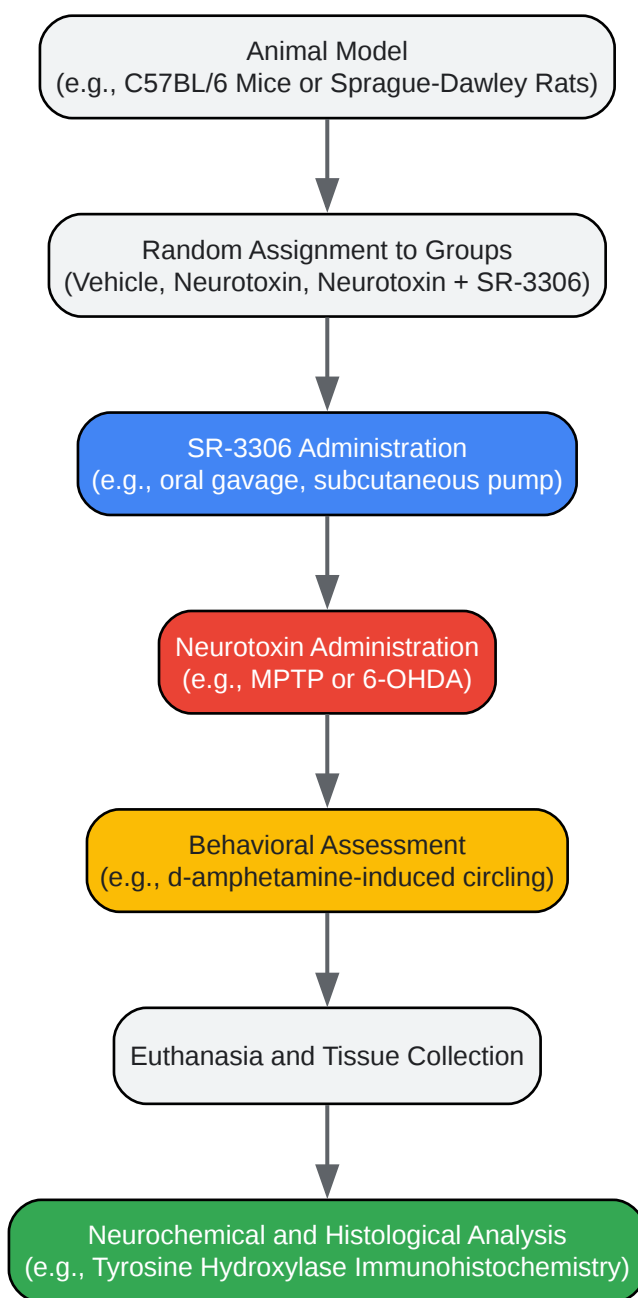 Animal Model
(e.g., C57BL/6 Mice or Sprague-Dawley Rats)
Random Assignment to Groups
(Vehicle, Neurotoxin, Neurotoxin + SR-3306)
SR-3306 Administration
(e.g., oral gavage, subcutaneous pump)
Neurotoxin Administration
(e.g., MPTP or 6-OHDA)
Behavioral Assessment
(e.g., d-amphetamine-induced circling)
Euthanasia and Tissue Collection
Neurochemical and Histological Analysis
(e.g., Tyrosine Hydroxylase Immunohistochemistry)